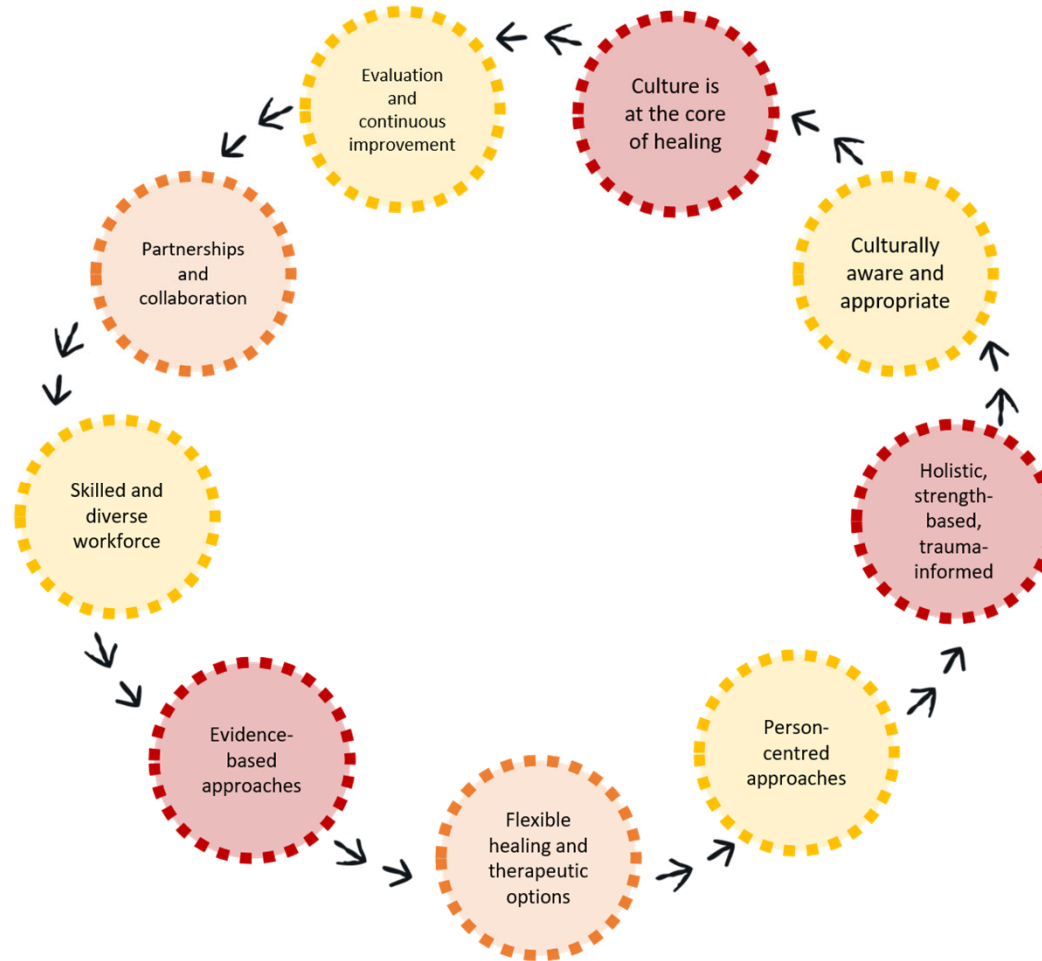 Evaluation
and
continuous
improvement
Culture is
at the core
of healing
Partnerships
and
collaboration
Culturally
aware and
appropriate
Skilled and
diverse
workforce
Holistic,
strength-
based,
trauma-
informed
Evidence-
based
approaches
Person-
centred
approaches
Flexible
healing and
therapeutic
options